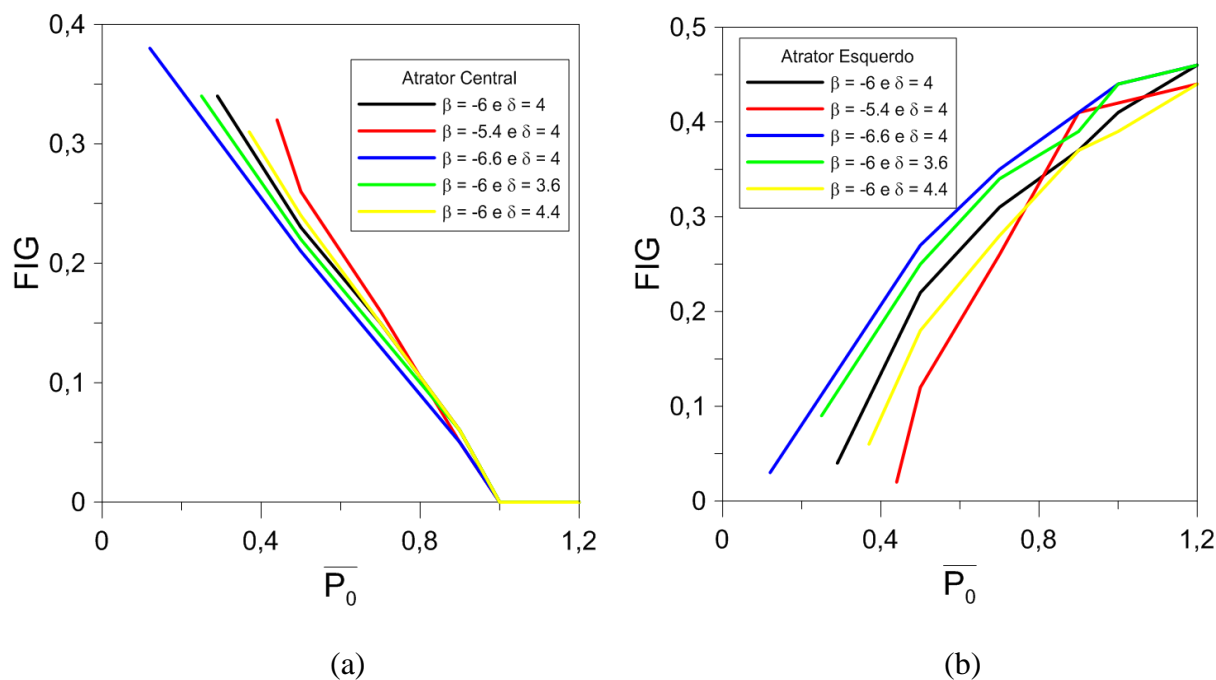 0,4
0,3
0,2
0,1
0
FIG
Atrator Central
β = -6 e δ = 4
β = -5.4 e δ = 4
β = -6.6 e δ = 4
β = -6 e δ = 3.6
β = -6 e δ = 4.4
0 0,4 0,8 1,2
P₀
(a)
0,5
0,4
0,3
0,2
0,1
0
FIG
Atrator Esquerdo
β = -6 e δ = 4
β = -5.4 e δ = 4
β = -6.6 e δ = 4
β = -6 e δ = 3.6
β = -6 e δ = 4.4
0 0,4 0,8 1,2
P₀
(b)